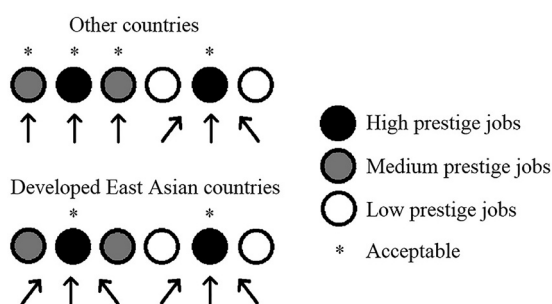 Other countries
* * * *
Developed East Asian countries
* *
High prestige jobs
Medium prestige jobs
Low prestige jobs
* Acceptable